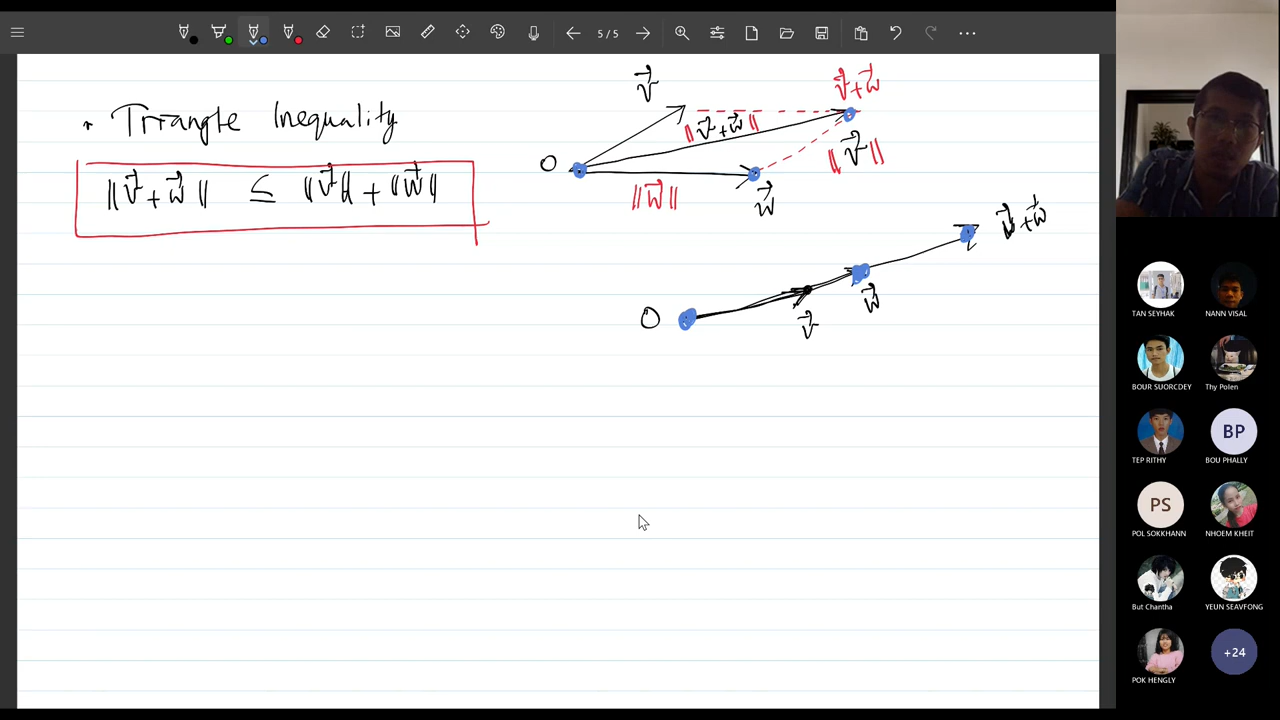 5/5
• Triangle Inequality
‖v⃗+w⃗‖ ≤ ‖v⃗‖+‖w⃗‖
v⃗
v⃗+w⃗
‖v⃗+w⃗‖
‖v⃗‖
O
‖w⃗‖
w⃗
v⃗+w⃗
w⃗
O
v⃗
TAN SEYHAK
NANN VISAL
BOUR SUORCDEY
Thy Polen
TEP RITHY
BP
BOU PHALLY
PS
POL SOKKHANN
NHOEM KHEIT
But Chantha
YEUN SEAVFONG
POK HENGLY
+24